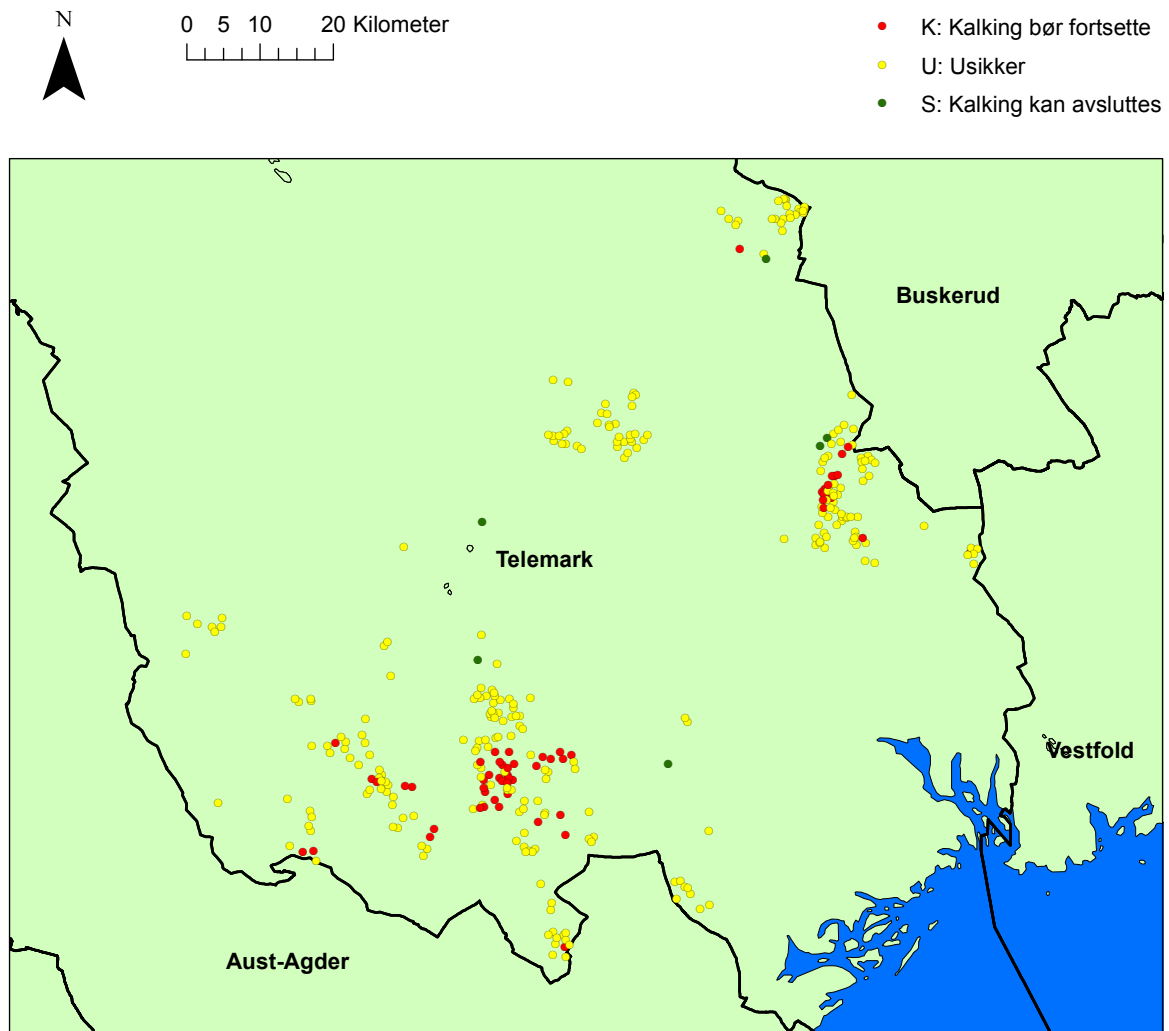 N
0 5 10 20 Kilometer
K: Kalking bør fortsette
U: Usikker
S: Kalking kan avsluttes
Buskerud
Telemark
Vestfold
Aust-Agder